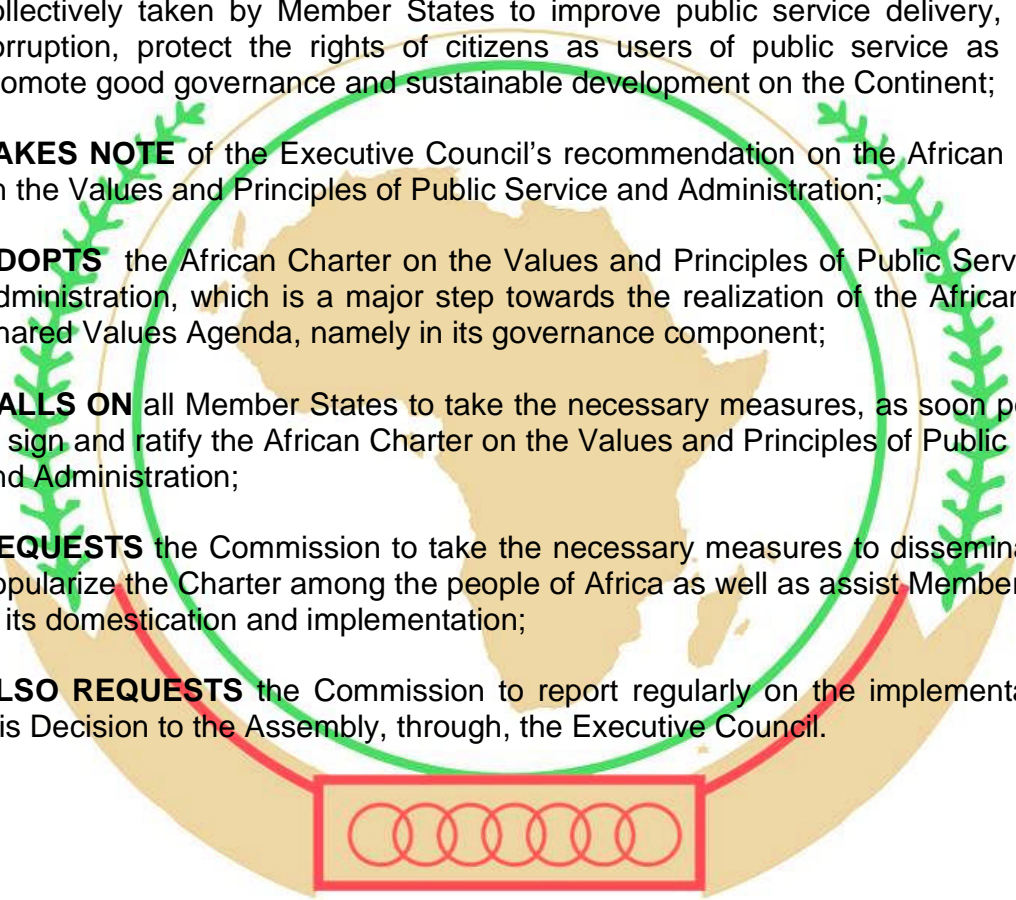 ollectively taken by Member States to improve public service delivery,
orruption, protect the rights of citizens as users of public service as
omote good governance and sustainable development on the Continent;
AKES NOTE of the Executive Council's recommendation on the African
n the Values and Principles of Public Service and Administration;
DOPTS the African Charter on the Values and Principles of Public Serv
dministration, which is a major step towards the realization of the African
hared Values Agenda, namely in its governance component;
ALLS ON all Member States to take the necessary measures, as soon po
sign and ratify the African Charter on the Values and Principles of Public
nd Administration;
EQUESTS the Commission to take the necessary measures to dissemina
opularize the Charter among the people of Africa as well as assist Member
its domestication and implementation;
LSO REQUESTS the Commission to report regularly on the implementa
is Decision to the Assembly, through, the Executive Council.